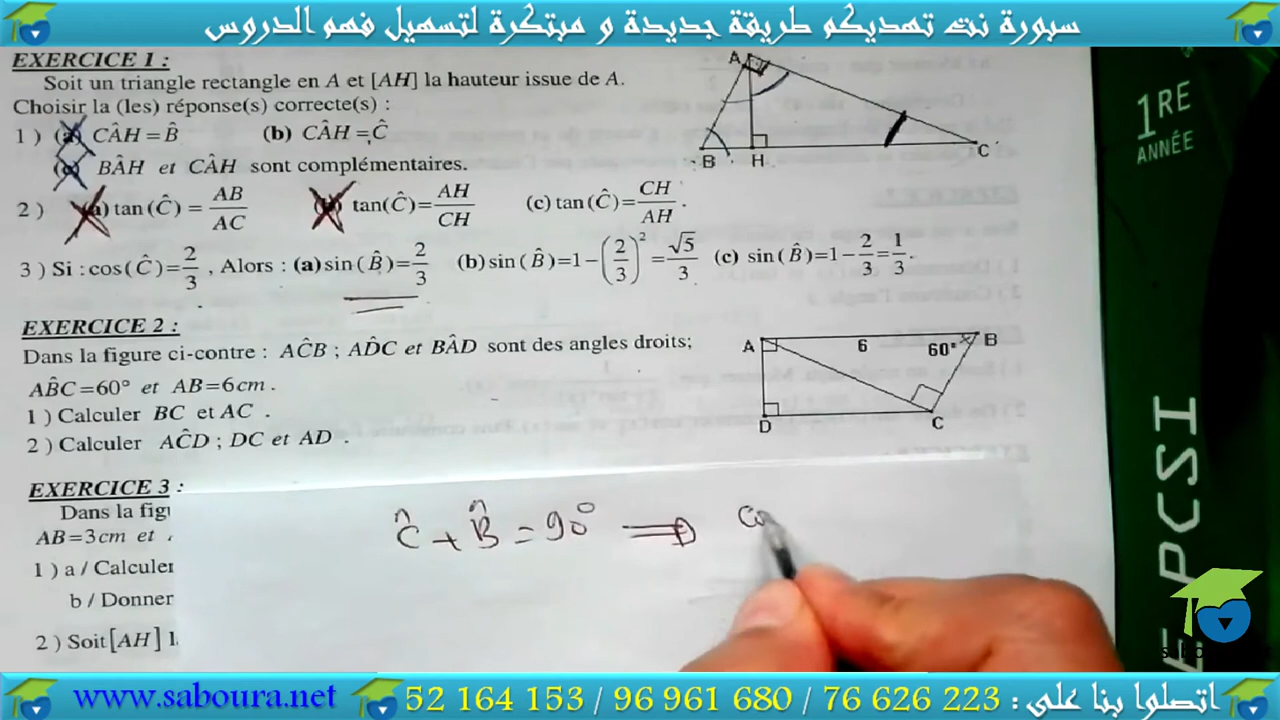 سبورة نت تهديكم طريقة جديدة و مبتكرة لتسهيل فهم الدروس
EXERCICE 1 :
Soit un triangle rectangle en A et [AH] la hauteur issue de A.
Choisir la (les) réponse(s) correcte(s) :
1 ) (a) CÂH = B̂ (b) CÂH = Ĉ
(c) BÂH et CÂH sont complémentaires.
2 ) (a) tan(Ĉ) = AB/AC (b) tan(Ĉ) = AH/CH (c) tan(Ĉ) = CH/AH .
3 ) Si : cos(Ĉ) = 2/3 , Alors : (a) sin(B̂) = 2/3 (b) sin(B̂) = 1 − (2/3)² = √5/3 (c) sin(B̂) = 1 − 2/3 = 1/3 .
A
B
H
C
EXERCICE 2 :
Dans la figure ci-contre : AĈB ; AD̂C et BÂD sont des angles droits;
AB̂C = 60° et AB = 6cm .
1 ) Calculer BC et AC .
2 ) Calculer AĈD ; DC et AD .
A 6 60° B
D C
EXERCICE 3 :
Dans la fig
AB = 3cm et
1 ) a / Calculer
b / Donner
2 ) Soit [AH] l
Ĉ + B̂ = 90° ⇒ co
1RE
ANNÉE
E PCSI
www.saboura.net
اتصلوا بنا على : 52 164 153 / 96 961 680 / 76 626 223